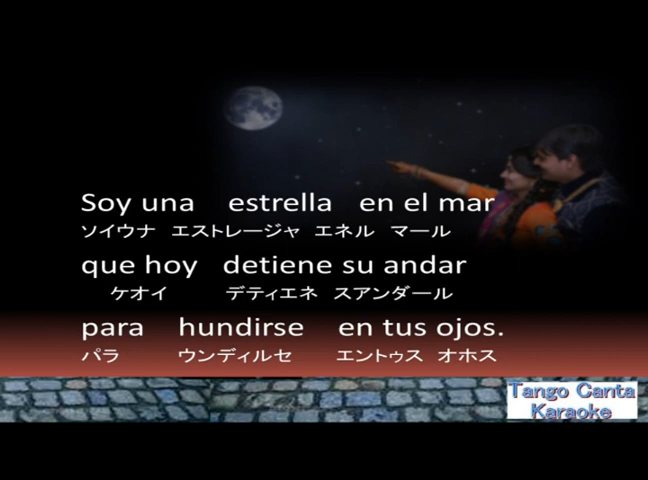 Soy una estrella en el mar
ソイウナ エストレージャ エネル マール
que hoy detiene su andar
ケオイ デティエネ スアンダール
para hundirse en tus ojos.
パラ ウンディルセ エントゥス オホス
Tango Canta
Karaoke